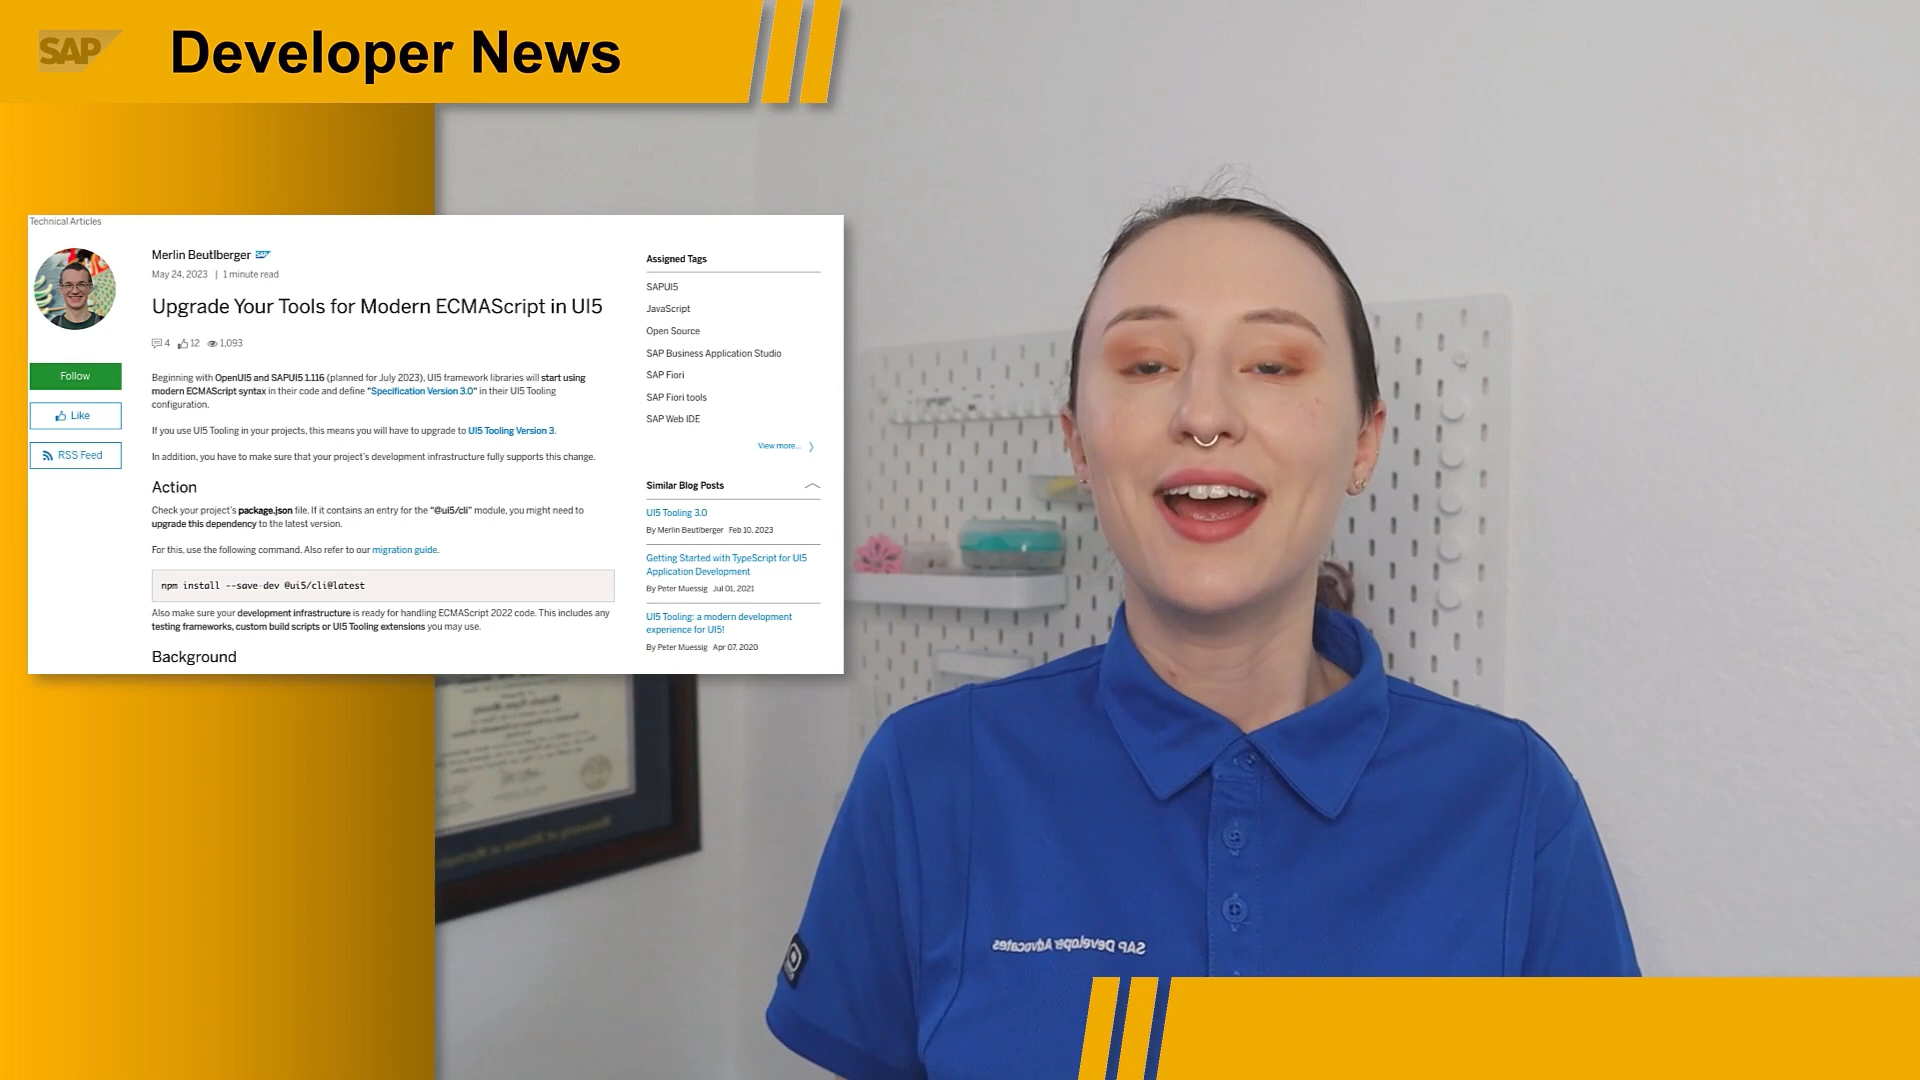 SAP
Developer News
Technical Articles
Merlin Beutlberger SAP
May 24, 2023 | 1 minute read
Upgrade Your Tools for Modern ECMAScript in UI5
4 12 1,093
Follow
Like
RSS Feed
Beginning with OpenUI5 and SAPUI5 1.116 (planned for July 2023), UI5 framework libraries will start using
modern ECMAScript syntax in their code and define "Specification Version 3.0" in their UI5 Tooling
configuration.
If you use UI5 Tooling in your projects, this means you will have to upgrade to UI5 Tooling Version 3.
In addition, you have to make sure that your project's development infrastructure fully supports this change.
Action
Check your project's package.json file. If it contains an entry for the "@ui5/cli" module, you might need to
upgrade this dependency to the latest version.
For this, use the following command. Also refer to our migration guide.
npm install --save-dev @ui5/cli@latest
Also make sure your development infrastructure is ready for handling ECMAScript 2022 code. This includes any
testing frameworks, custom build scripts or UI5 Tooling extensions you may use.
Background
Assigned Tags
SAPUI5
JavaScript
Open Source
SAP Business Application Studio
SAP Fiori
SAP Fiori tools
SAP Web IDE
View more...
Similar Blog Posts
UI5 Tooling 3.0
By Merlin Beutlberger Feb 10, 2023
Getting Started with TypeScript for UI5
Application Development
By Peter Muessig Jul 01, 2021
UI5 Tooling: a modern development
experience for UI5!
By Peter Muessig Apr 07, 2020
SAP Developer Advocates